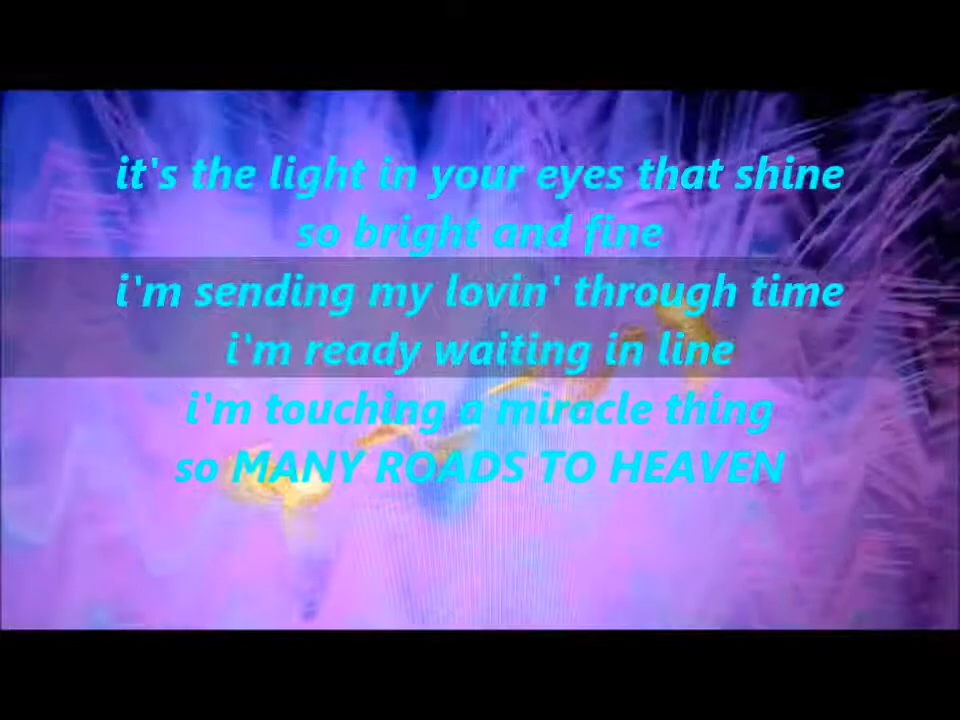 it's the light in your eyes that shine
so bright and fine
i'm sending my lovin' through time
i'm ready waiting in line
i'm touching a miracle thing
so MANY ROADS TO HEAVEN